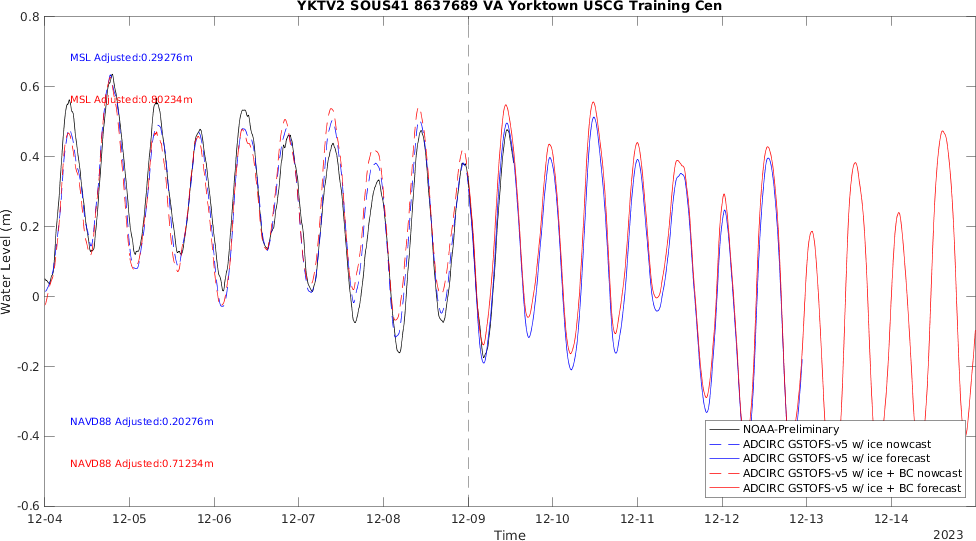 YKTV2 SOUS41 8637689 VA Yorktown USCG Training Cen
0.8
0.6
0.4
0.2
0
-0.2
-0.4
-0.6
Water Level (m)
MSL Adjusted:0.29276m
MSL Adjusted:0.80234m
NAVD88 Adjusted:0.20276m
NAVD88 Adjusted:0.71234m
NOAA-Preliminary
ADCIRC GSTOFS-v5 w/ ice nowcast
ADCIRC GSTOFS-v5 w/ ice forecast
ADCIRC GSTOFS-v5 w/ ice + BC nowcast
ADCIRC GSTOFS-v5 w/ ice + BC forecast
12-04 12-05 12-06 12-07 12-08 12-09 12-10 12-11 12-12 12-13 12-14
Time
2023